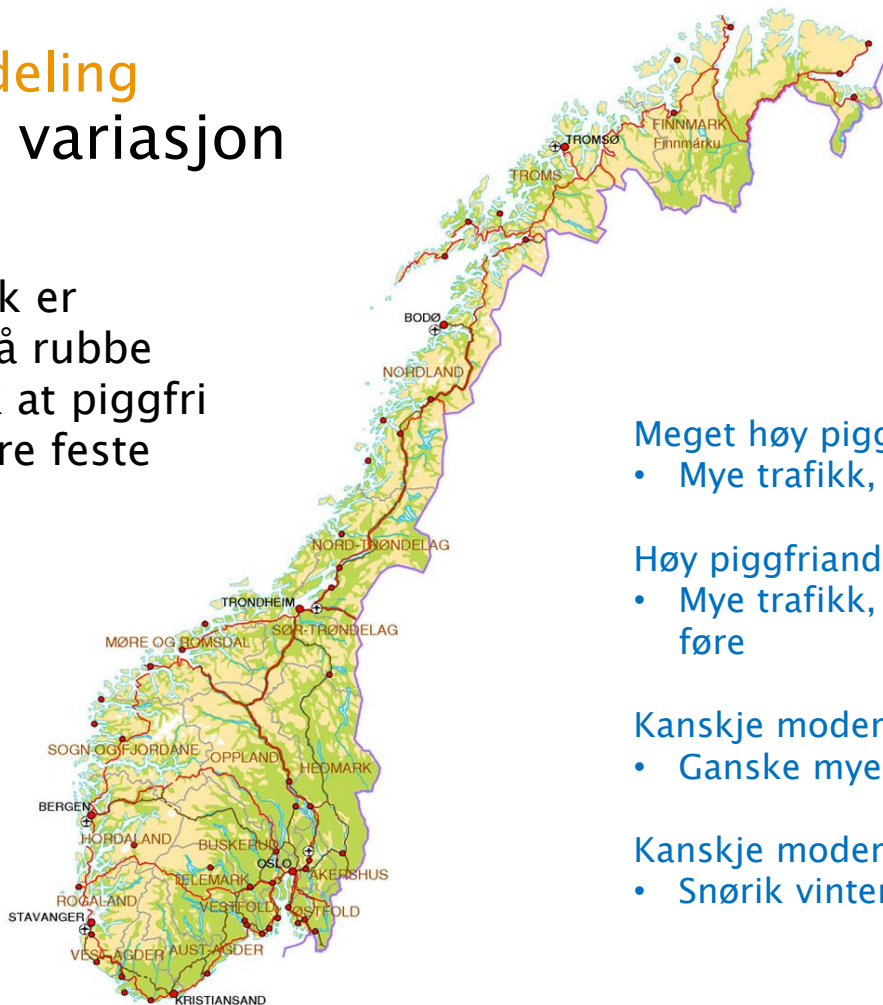 deling
variasjon
k er
å rubbe
at piggfri
re feste
Meget høy pigg
• Mye trafikk,
Høy piggfriand
• Mye trafikk,
føre
Kanskje moder
• Ganske mye
Kanskje moder
• Snørik vinter
FINNMARK
Finnmárku
TROMSØ
TROMS
BODØ
NORDLAND
NORD-TRØNDELAG
TRONDHEIM
SØR-TRØNDELAG
MØRE OG ROMSDAL
SOGN OG FJORDANE
OPPLAND
HEDMARK
BERGEN
HORDALAND
BUSKERUD
OSLO
AKERSHUS
TELEMARK
ROGALAND
VESTFOLD
ØSTFOLD
STAVANGER
VEST-AGDER
AUST-AGDER
KRISTIANSAND